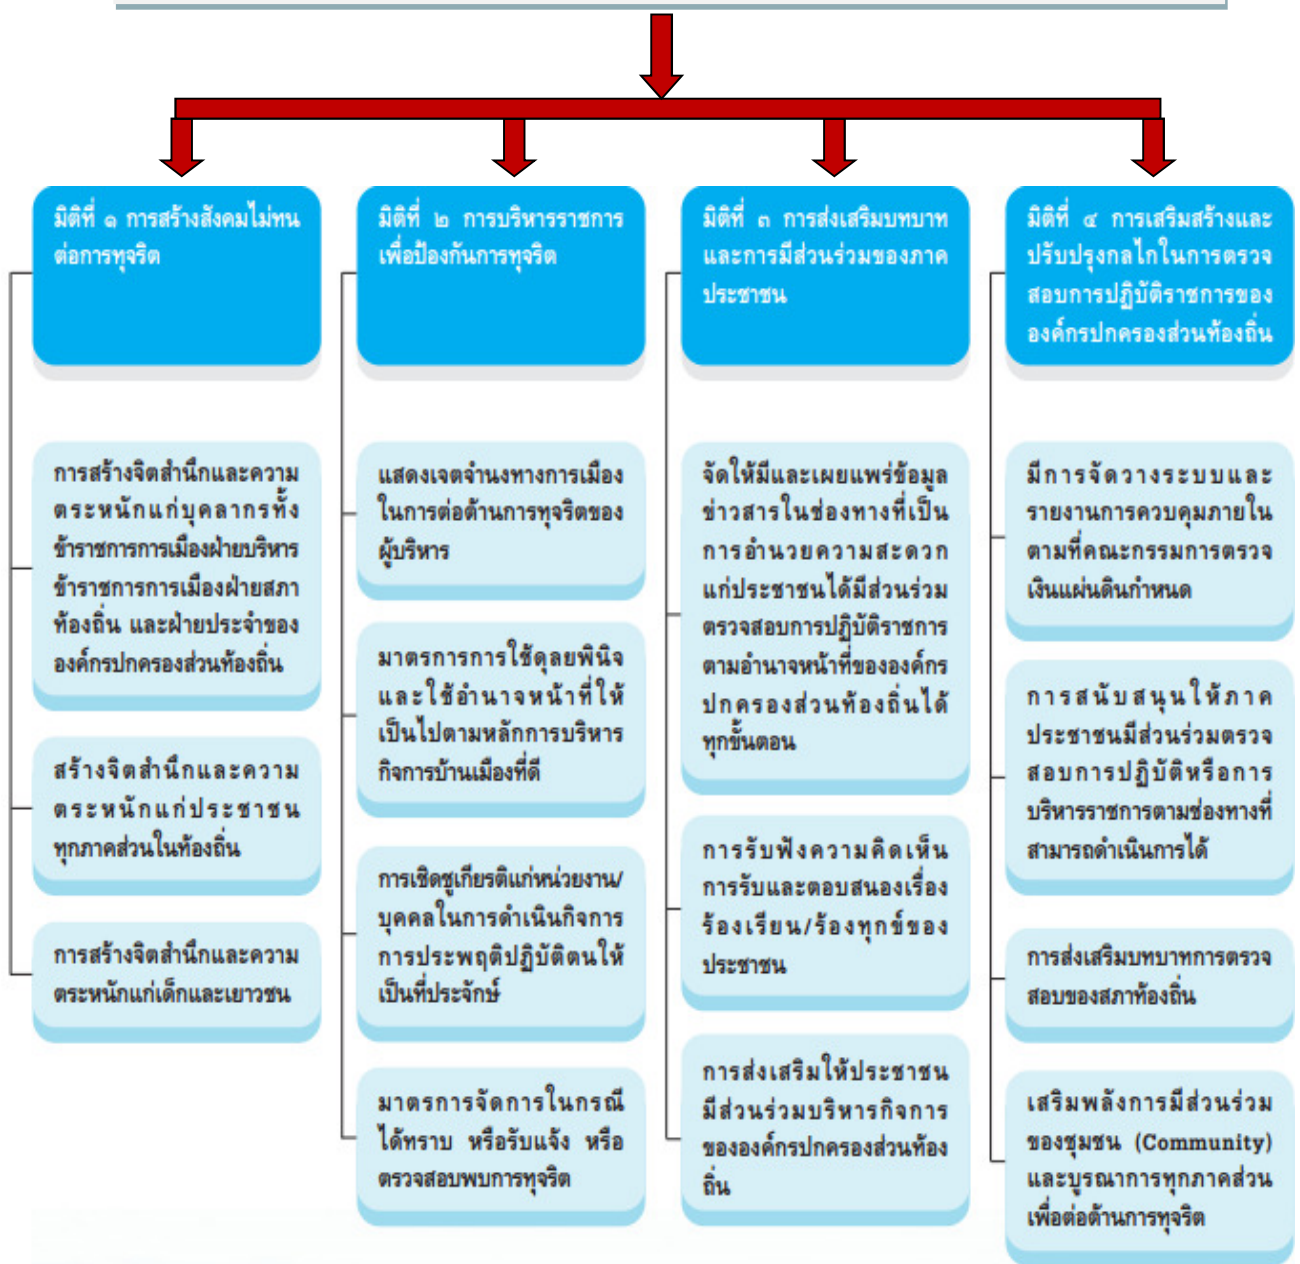 มิติที่ ๑ การสร้างสังคมไม่ทน
ต่อการทุจริต
การสร้างจิตสำนึกและความ
ตระหนักแก่บุคลากรทั้ง
ข้าราชการการเมืองฝ่ายบริหาร
ข้าราชการการเมืองฝ่ายสภา
ท้องถิ่น และฝ่ายประจำของ
องค์กรปกครองส่วนท้องถิ่น
สร้างจิตสำนึกและความ
ตระหนักแก่ประชาชน
ทุกภาคส่วนในท้องถิ่น
การสร้างจิตสำนึกและความ
ตระหนักแก่เด็กและเยาวชน
มิติที่ ๒ การบริหารราชการ
เพื่อป้องกันการทุจริต
แสดงเจตจำนงทางการเมือง
ในการต่อต้านการทุจริตของ
ผู้บริหาร
มาตรการการใช้ดุลยพินิจ
และใช้อำนาจหน้าที่ให้
เป็นไปตามหลักการบริหาร
กิจการบ้านเมืองที่ดี
การเชิดชูเกียรติแก่หน่วยงาน/
บุคคลในการดำเนินกิจการ
การประพฤติปฏิบัติตนให้
เป็นที่ประจักษ์
มาตรการจัดการในกรณี
ได้ทราบ หรือรับแจ้ง หรือ
ตรวจสอบพบการทุจริต
มิติที่ ๓ การส่งเสริมบทบาท
และการมีส่วนร่วมของภาค
ประชาชน
จัดให้มีและเผยแพร่ข้อมูล
ข่าวสารในช่องทางที่เป็น
การอำนวยความสะดวก
แก่ประชาชนได้มีส่วนร่วม
ตรวจสอบการปฏิบัติราชการ
ตามอำนาจหน้าที่ขององค์กร
ปกครองส่วนท้องถิ่นได้
ทุกขั้นตอน
การรับฟังความคิดเห็น
การรับและตอบสนองเรื่อง
ร้องเรียน/ร้องทุกข์ของ
ประชาชน
การส่งเสริมให้ประชาชน
มีส่วนร่วมบริหารกิจการ
ขององค์กรปกครองส่วนท้อง
ถิ่น
มิติที่ ๔ การเสริมสร้างและ
ปรับปรุงกลไกในการตรวจ
สอบการปฏิบัติราชการของ
องค์กรปกครองส่วนท้องถิ่น
มีการจัดวางระบบและ
รายงานการควบคุมภายใน
ตามที่คณะกรรมการตรวจ
เงินแผ่นดินกำหนด
การสนับสนุนให้ภาค
ประชาชนมีส่วนร่วมตรวจ
สอบการปฏิบัติหรือการ
บริหารราชการตามช่องทางที่
สามารถดำเนินการได้
การส่งเสริมบทบาทการตรวจ
สอบของสภาท้องถิ่น
เสริมพลังการมีส่วนร่วม
ของชุมชน (Community)
และบูรณาการทุกภาคส่วน
เพื่อต่อต้านการทุจริต